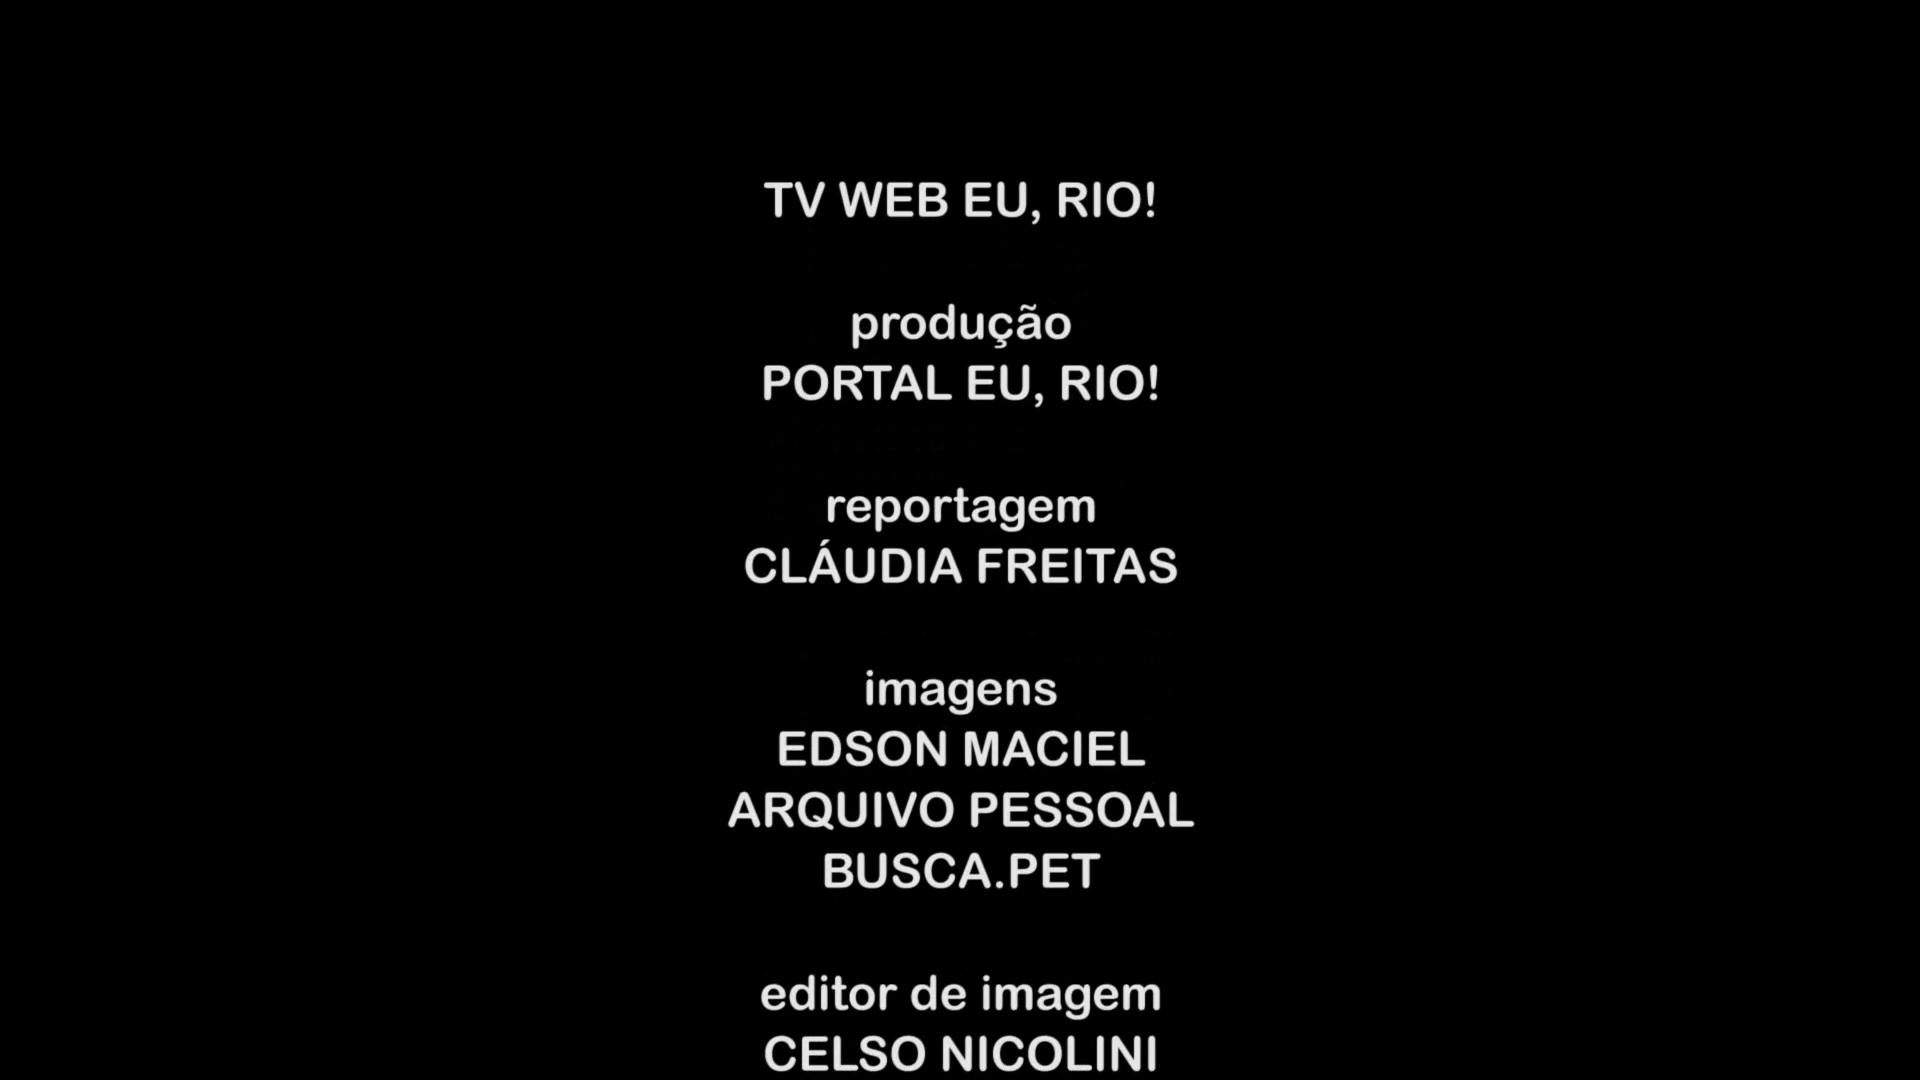 TV WEB EU, RIO!
produção
PORTAL EU, RIO!
reportagem
CLÁUDIA FREITAS
imagens
EDSON MACIEL
ARQUIVO PESSOAL
BUSCA.PET
editor de imagem
CELSO NICOLINI